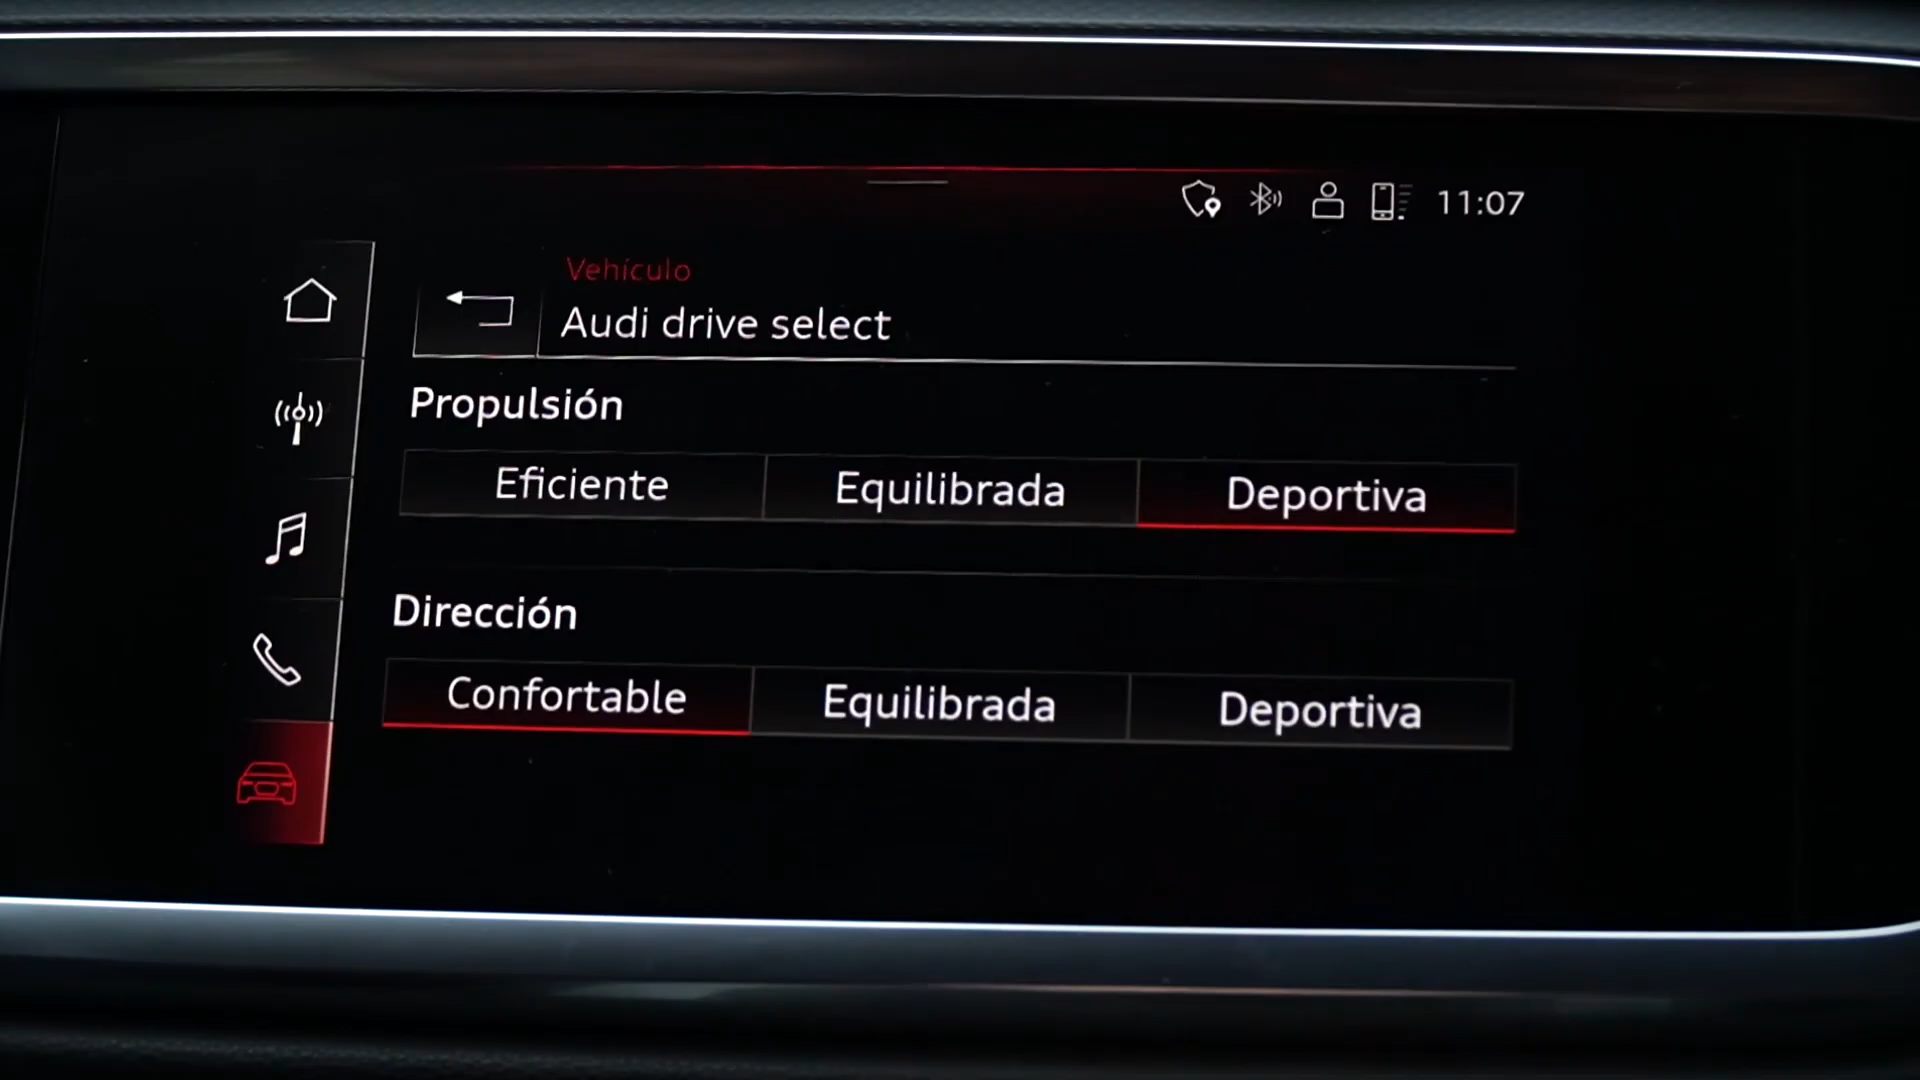 11:07
Vehículo
Audi drive select
Propulsión
Eficiente Equilibrada Deportiva
Dirección
Confortable Equilibrada Deportiva